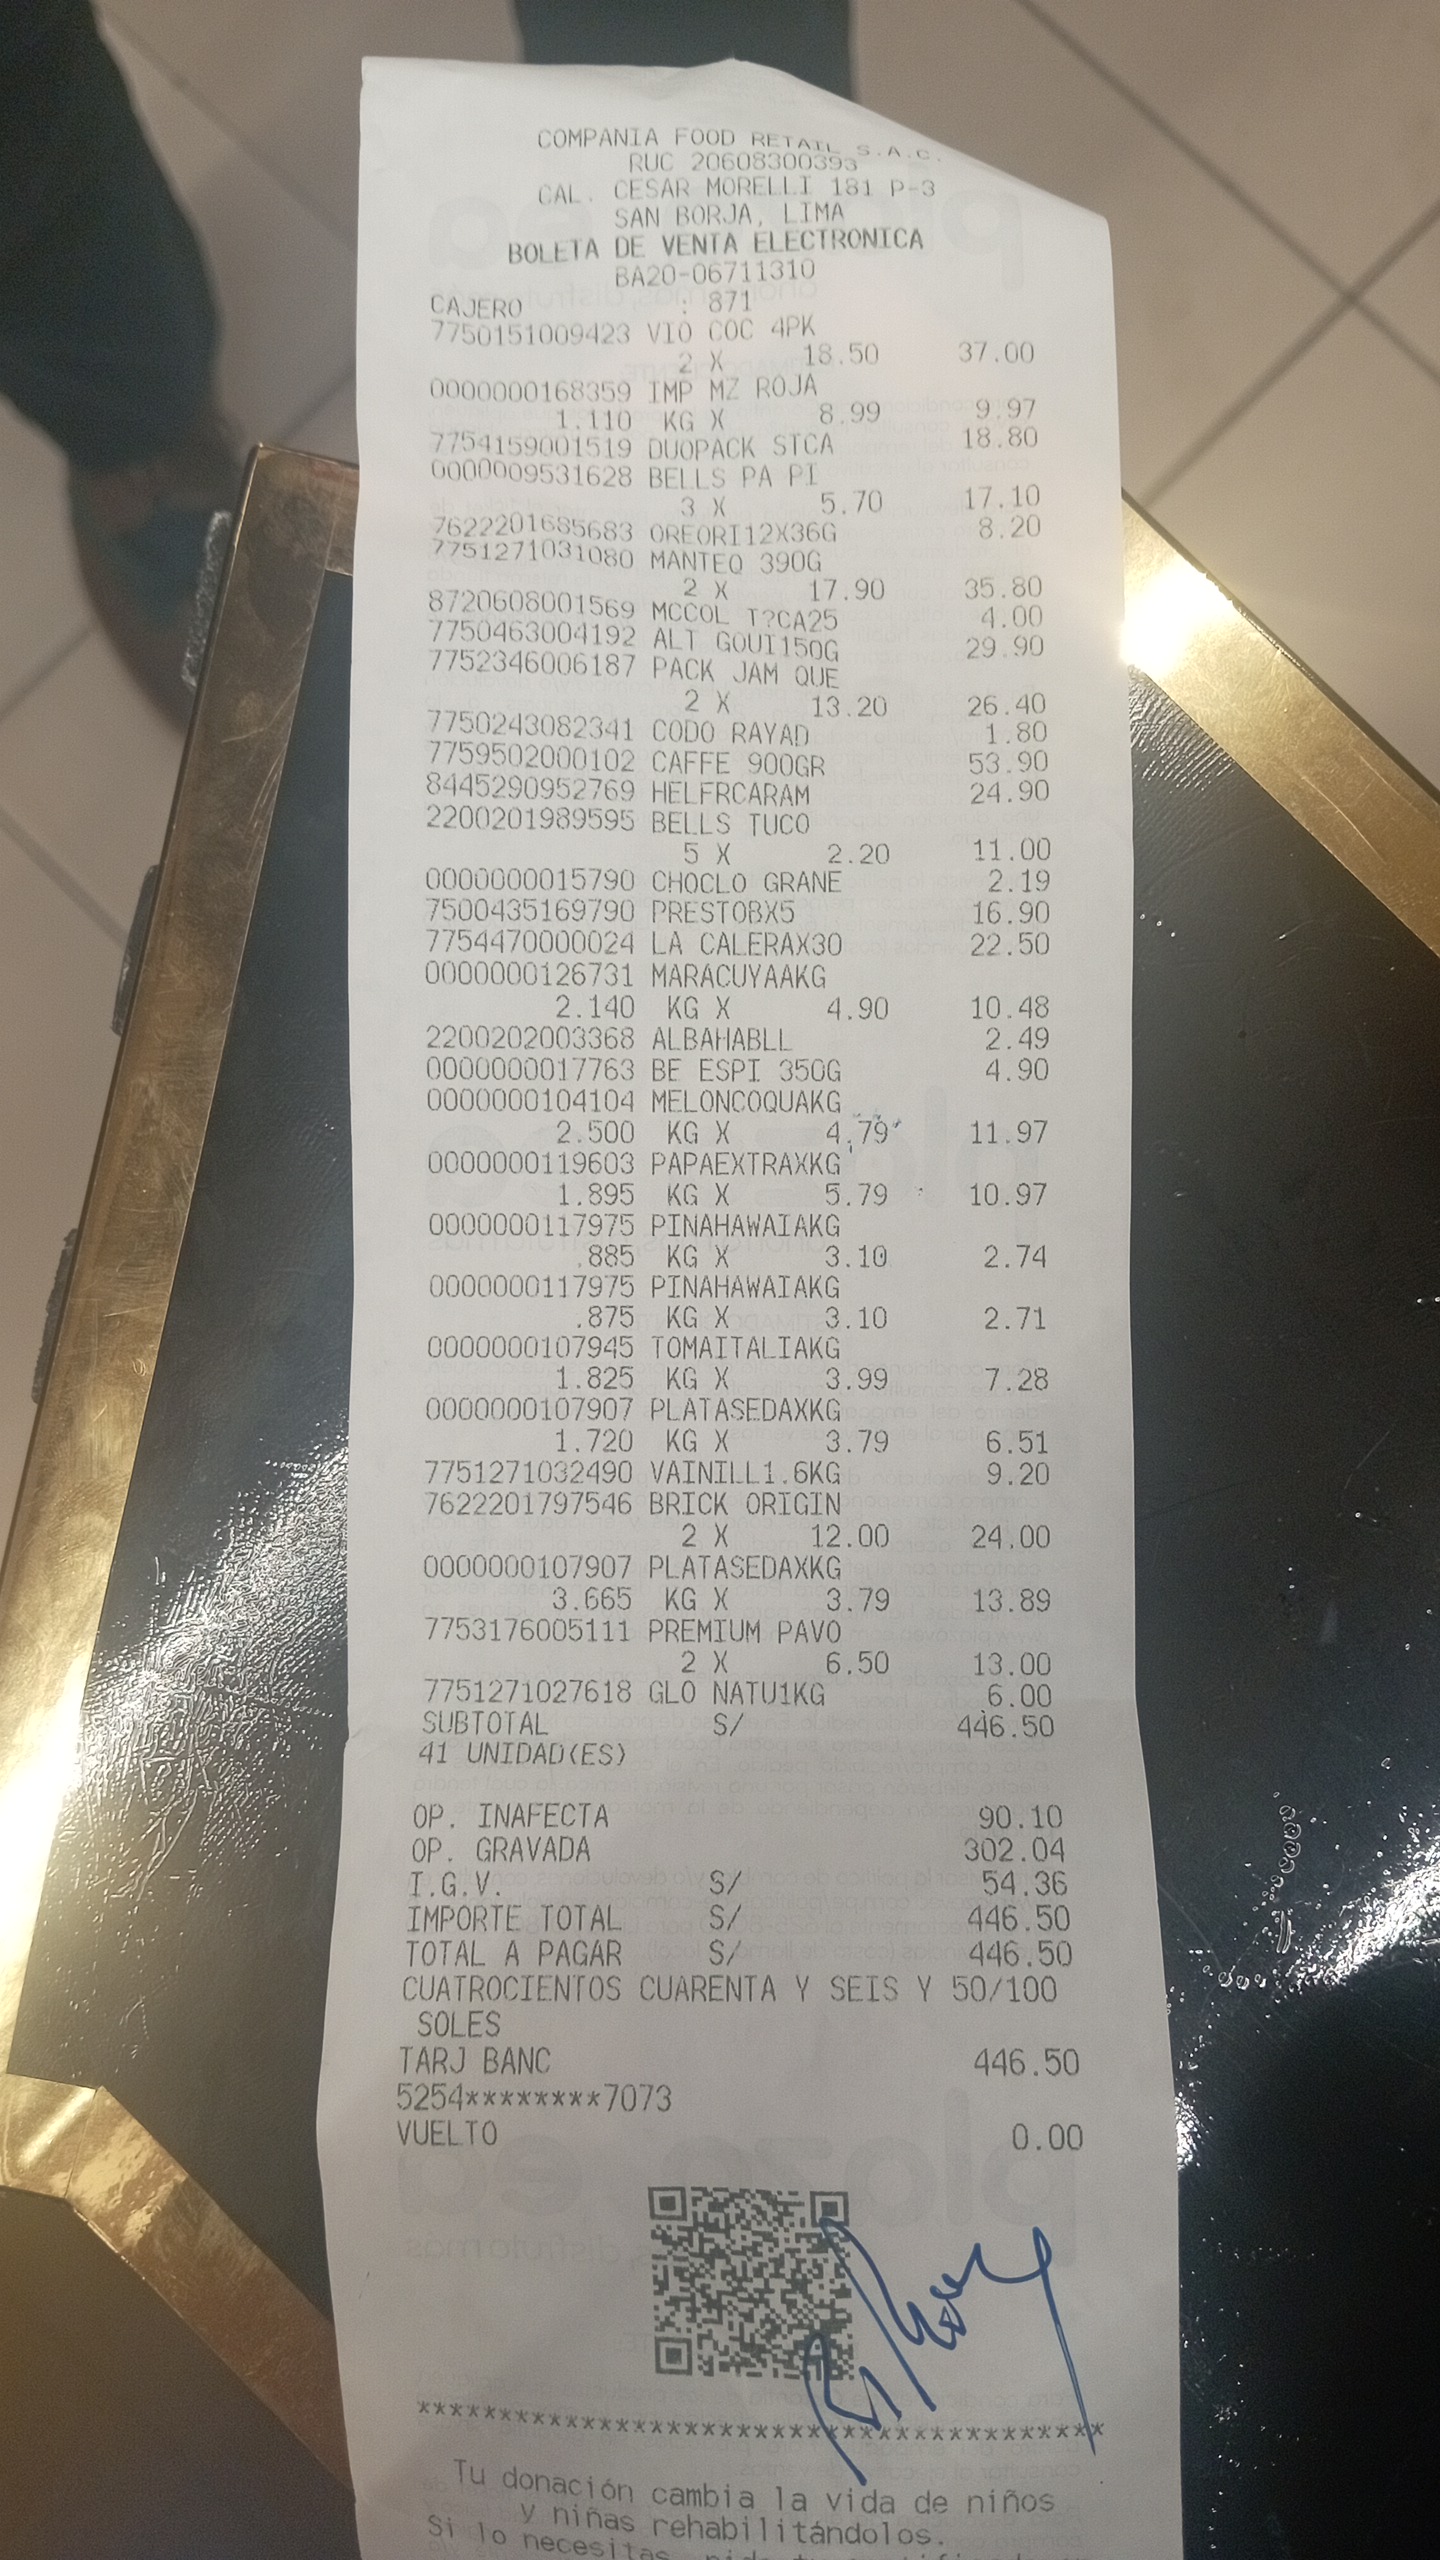 COMPANIA FOOD RETAIL S.A.C.
RUC 20608300393
CAL. CESAR MORELLI 181 P-3
SAN BORJA, LIMA
BOLETA DE VENTA ELECTRONICA
BA20-06711310
CAJERO : 871
7750151009423 VIO COC 4PK
2 X 18.50 37.00
0000000168359 IMP MZ ROJA
1.110 KG X 8.99 9.97
7754159001519 DUOPACK STCA 18.80
0000009531628 BELLS PA PI
3 X 5.70 17.10
7622201685683 OREORI12X36G 8.20
7751271031080 MANTEQ 390G
2 X 17.90 35.80
8720608001569 MCCOL T?CA25 4.00
7750463004192 ALT GOUI150G 29.90
7752346006187 PACK JAM QUE
2 X 13.20 26.40
7750243082341 CODO RAYAD 1.80
7759502000102 CAFFE 900GR 53.90
8445290952769 HELFRCARAM 24.90
2200201989595 BELLS TUCO
5 X 2.20 11.00
0000000015790 CHOCLO GRANE 2.19
7500435169790 PRESTOBX5 16.90
7754470000024 LA CALERAX30 22.50
0000000126731 MARACUYAAKG
2.140 KG X 4.90 10.48
2200202003368 ALBAHABLL 2.49
0000000017763 BE ESPI 350G 4.90
0000000104104 MELONCOQUAKG
2.500 KG X 4.79 11.97
0000000119603 PAPAEXTRAXKG
1.895 KG X 5.79 10.97
0000000117975 PINAHAWAIAKG
.885 KG X 3.10 2.74
0000000117975 PINAHAWAIAKG
.875 KG X 3.10 2.71
0000000107945 TOMAITALIAKG
1.825 KG X 3.99 7.28
0000000107907 PLATASEDAXKG
1.720 KG X 3.79 6.51
7751271032490 VAINILL1.6KG 9.20
7622201797546 BRICK ORIGIN
2 X 12.00 24.00
0000000107907 PLATASEDAXKG
3.665 KG X 3.79 13.89
7753176005111 PREMIUM PAVO
2 X 6.50 13.00
7751271027618 GLO NATU1KG 6.00
SUBTOTAL S/ 446.50
41 UNIDAD(ES)
OP. INAFECTA 90.10
OP. GRAVADA 302.04
I.G.V. S/ 54.36
IMPORTE TOTAL S/ 446.50
TOTAL A PAGAR S/ 446.50
CUATROCIENTOS CUARENTA Y SEIS Y 50/100
SOLES
TARJ BANC 446.50
5254********7073
VUELTO 0.00
******************************************
Tu donación cambia la vida de niños
y niñas rehabilitándolos.
Si lo necesitas,